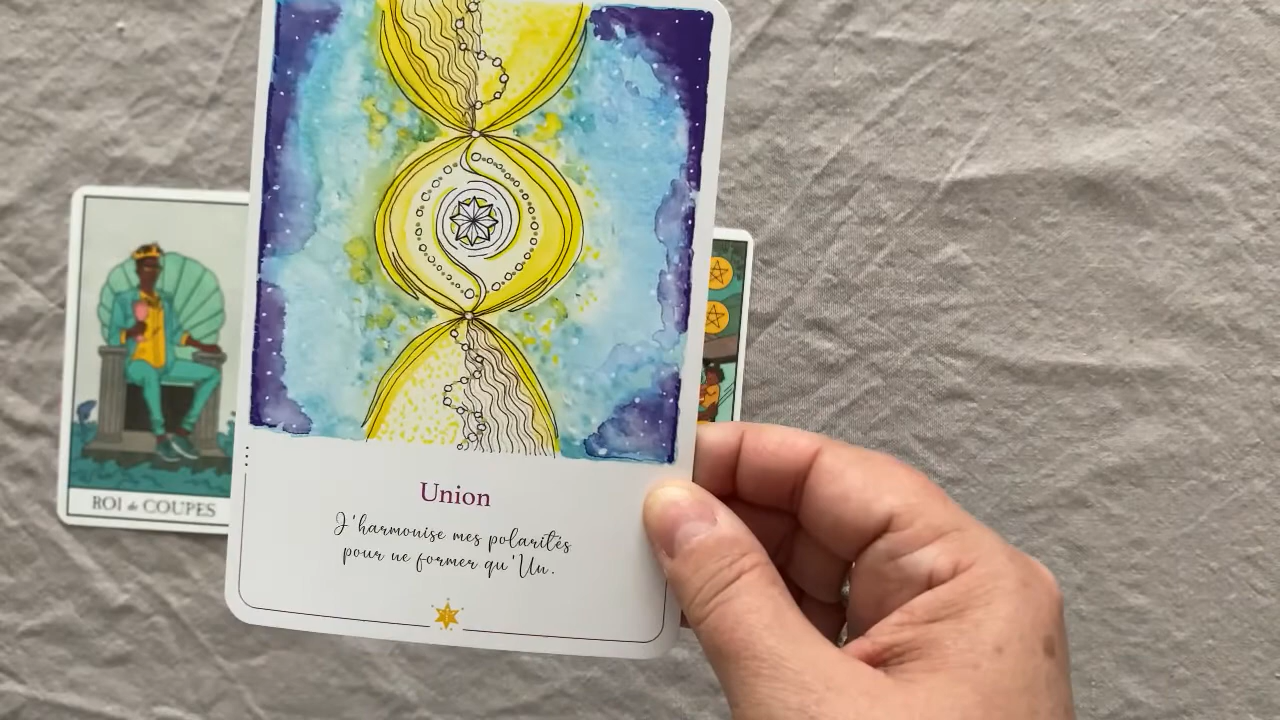 Union
J'harmonise mes polarités
pour ne former qu'Un.
ROI de COUPES